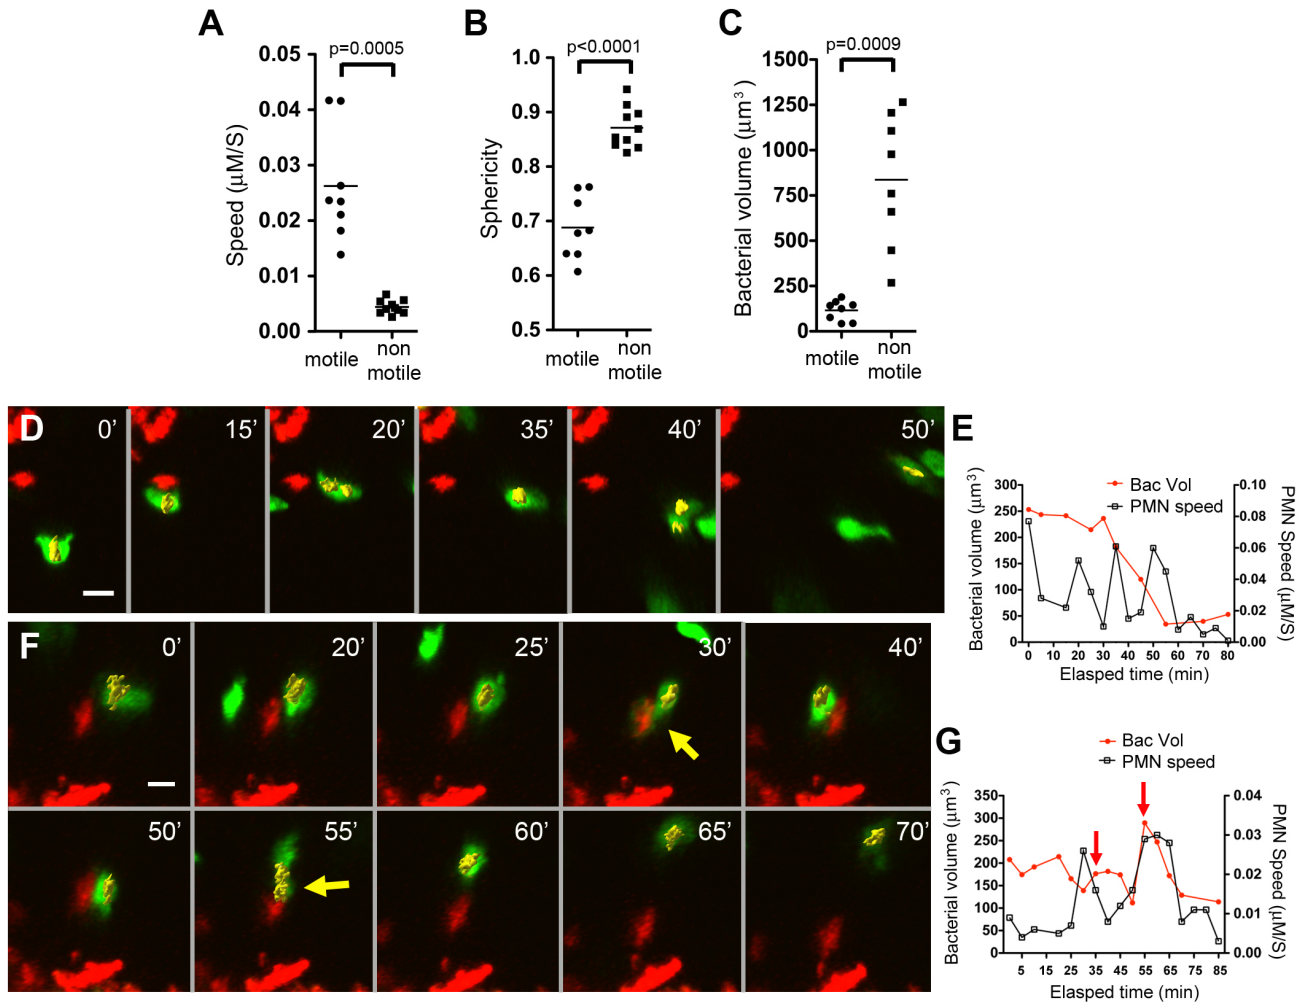 A
B
C
p=0.0005
p<0.0001
p=0.0009
Speed (μM/S)
0.05
0.04
0.03
0.02
0.01
0.00
motile
non
motile
Sphericity
1.0
0.9
0.8
0.7
0.6
0.5
motile
non
motile
Bacterial volume (μm³)
1500
1250
1000
750
500
250
0
motile
non
motile
D
0’
15’
20’
35’
40’
50’
E
Bac Vol
PMN speed
Bacterial volume (μm³)
300
250
200
150
100
50
0
PMN Speed (μM/S)
0.10
0.08
0.06
0.04
0.02
0.00
0 10 20 30 40 50 60 70 80
Elasped time (min)
F
0’
20’
25’
30’
40’
50’
55’
60’
65’
70’
G
Bac Vol
PMN speed
Bacterial volume (μm³)
350
300
250
200
150
100
50
0
PMN Speed (μM/S)
0.04
0.03
0.02
0.01
0.00
5 15 25 35 45 55 65 75 85
Elasped time (min)